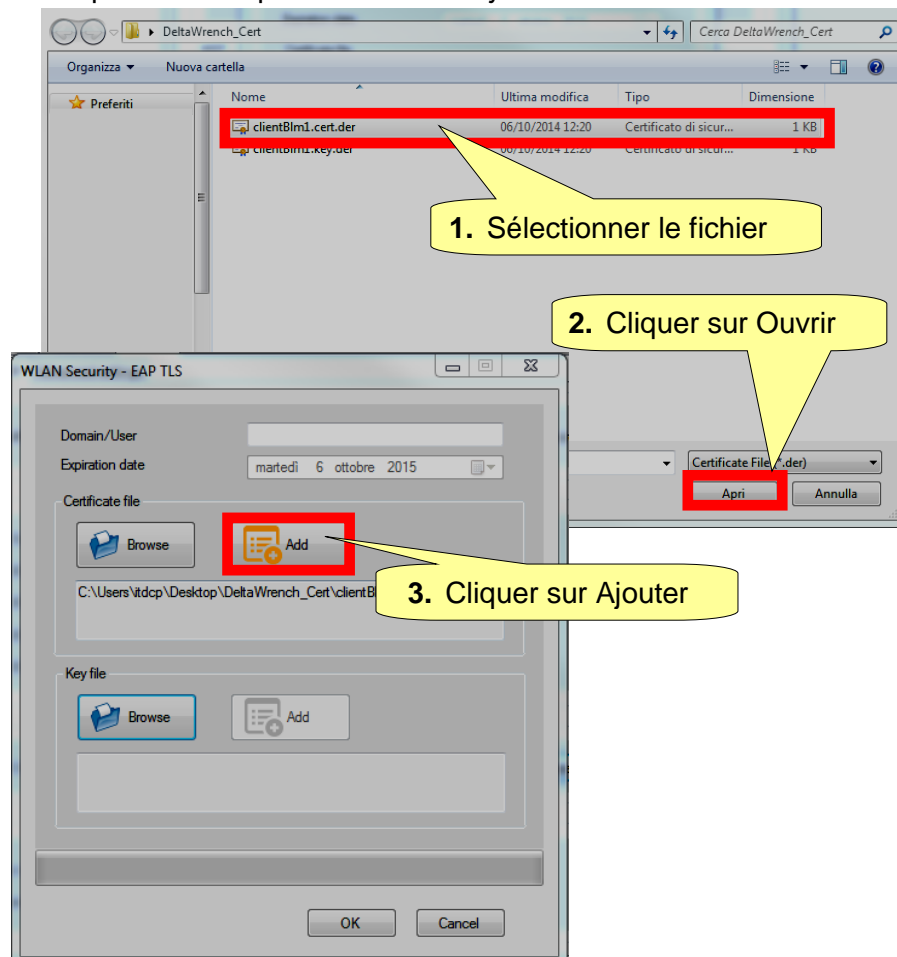 DeltaWrench_Cert
Cerca DeltaWrench_Cert
Organizza
Nuova cartella
Preferiti
Nome
Ultima modifica
Tipo
Dimensione
clientBlm1.cert.der
06/10/2014 12:20
Certificato di sicur...
1 KB
clientBlm1.key.der
06/10/2014 12:20
Certificato di sicur...
1 KB
1. Sélectionner le fichier
2. Cliquer sur Ouvrir
Certificate File (*.der)
Apri
Annulla
WLAN Security - EAP TLS
Domain/User
Expiration date
martedì 6 ottobre 2015
Certificate file
Browse
Add
C:\Users\itdcp\Desktop\DeltaWrench_Cert\clientB
3. Cliquer sur Ajouter
Key file
Browse
Add
OK
Cancel